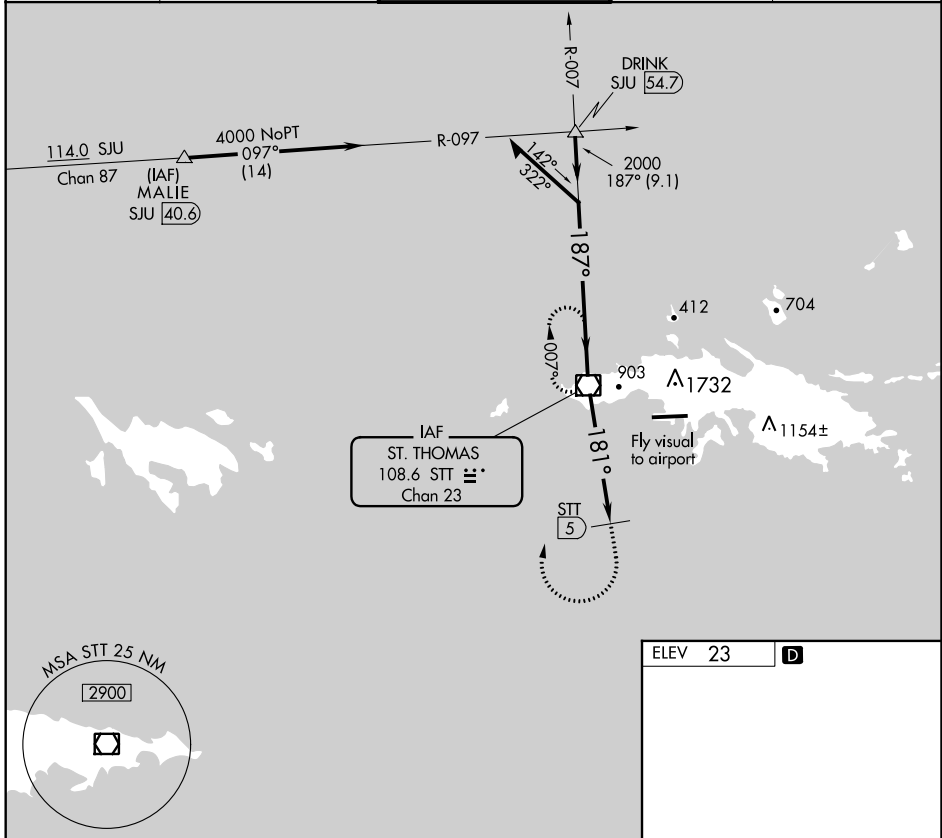 R-007
DRINK
SJU 54.7
114.0 SJU
Chan 87
4000 NoPT
097°
(14)
R-097
(IAF)
MALIE
SJU 40.6
142°
322°
2000
187° (9.1)
187°
007°
412
704
903
1732
1154±
IAF
ST. THOMAS
108.6 STT
Chan 23
181°
Fly visual
to airport
STT
5
MSA STT 25 NM
2900
ELEV 23 D